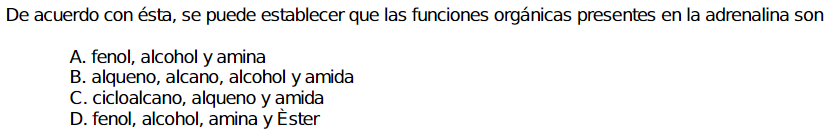 De acuerdo con ésta, se puede establecer que las funciones orgánicas presentes en la adrenalina son
A. fenol, alcohol y amina
B. alqueno, alcano, alcohol y amida
C. cicloalcano, alqueno y amida
D. fenol, alcohol, amina y Èster